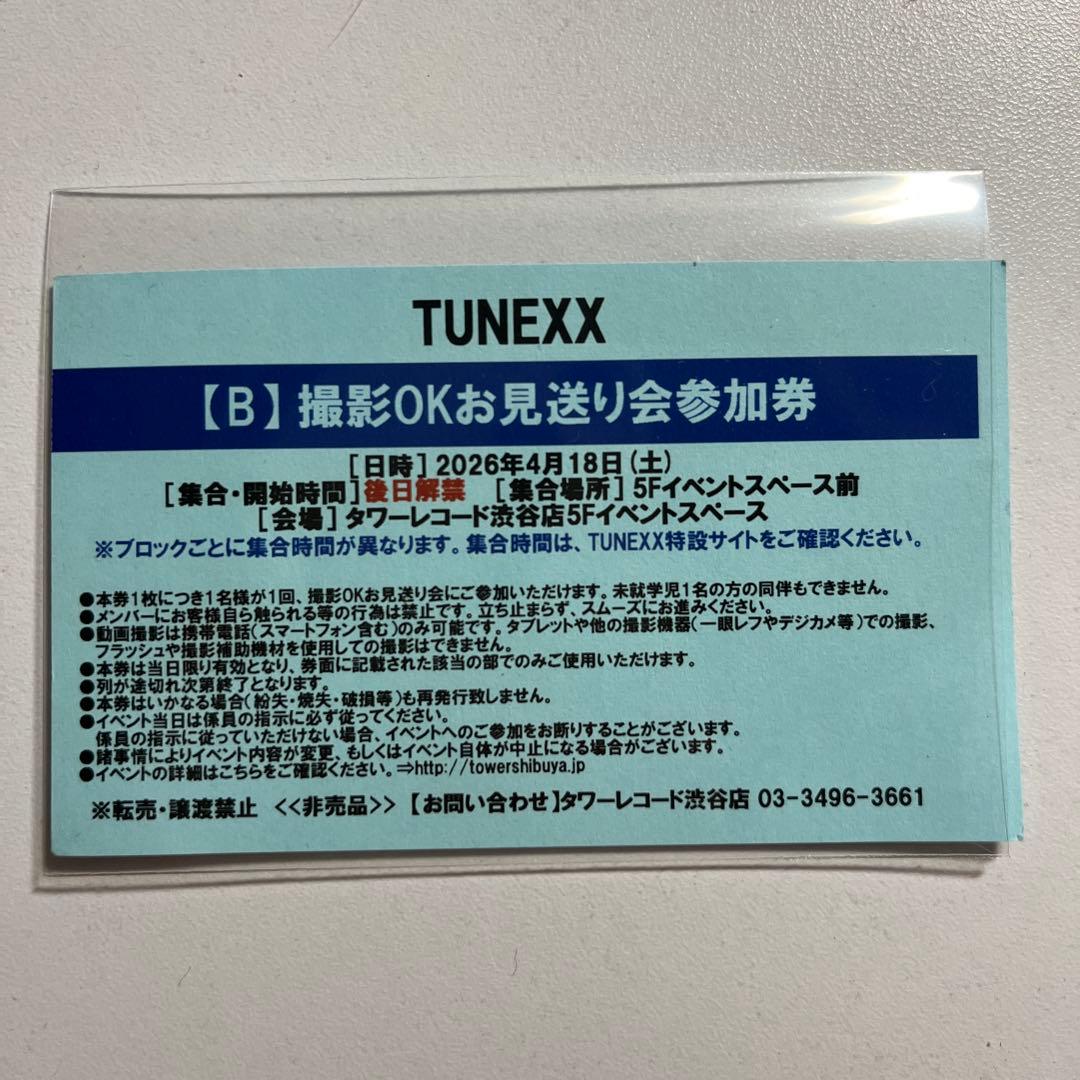 TUNEXX
【B】撮影OKお見送り会参加券
[日時]2026年4月18日(土)
[集合・開始時間]後日解禁 [集合場所]5Fイベントスペース前
[会場]タワーレコード渋谷店5Fイベントスペース
※ブロックごとに集合時間が異なります。集合時間は、TUNEXX特設サイトをご確認ください。
●本券1枚につき1名様が1回、撮影OKお見送り会にご参加いただけます。未就学児1名の方の同伴もできません。
●メンバーにお客様自ら触られる等の行為は禁止です。立ち止まらず、スムーズにお進みください。
●動画撮影は携帯電話(スマートフォン含む)のみ可能です。タブレットや他の撮影機器(一眼レフやデジカメ等)での撮影、
フラッシュや撮影補助機材を使用しての撮影はできません。
●本券は当日限り有効となり、券面に記載された該当の部でのみご使用いただけます。
●列が途切れ次第終了となります。
●本券はいかなる場合(紛失・焼失・破損等)も再発行致しません。
●イベント当日は係員の指示に必ず従ってください。
係員の指示に従っていただけない場合、イベントへのご参加をお断りすることがございます。
●諸事情によりイベント内容が変更、もしくはイベント自体が中止になる場合がございます。
●イベントの詳細はこちらをご確認ください。⇒http://towershibuya.jp
※転売・譲渡禁止 <<非売品>>【お問い合わせ】タワーレコード渋谷店 03-3496-3661